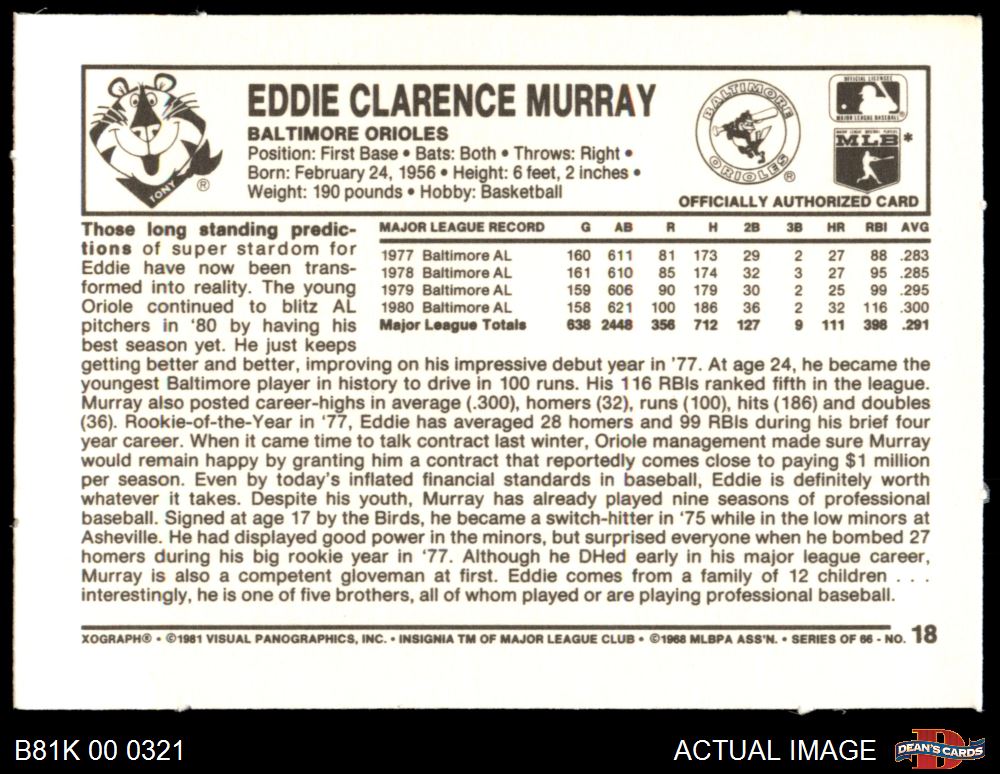 TONY ®
EDDIE CLARENCE MURRAY
BALTIMORE ORIOLES
Position: First Base • Bats: Both • Throws: Right •
Born: February 24, 1956 • Height: 6 feet, 2 inches •
Weight: 190 pounds • Hobby: Basketball
BALTIMORE
ORIOLES
®
OFFICIAL LICENSEE
MAJOR LEAGUE BASEBALL
MAJOR LEAGUE BASEBALL PLAYERS
MLB *
OFFICIALLY AUTHORIZED CARD
Those long standing predic-
tions of super stardom for
Eddie have now been trans-
formed into reality. The young
Oriole continued to blitz AL
pitchers in '80 by having his
best season yet. He just keeps
MAJOR LEAGUE RECORD G AB R H 2B 3B HR RBI AVG
1977 Baltimore AL 160 611 81 173 29 2 27 88 .283
1978 Baltimore AL 161 610 85 174 32 3 27 95 .285
1979 Baltimore AL 159 606 90 179 30 2 25 99 .295
1980 Baltimore AL 158 621 100 186 36 2 32 116 .300
Major League Totals 638 2448 356 712 127 9 111 398 .291
getting better and better, improving on his impressive debut year in '77. At age 24, he became the
youngest Baltimore player in history to drive in 100 runs. His 116 RBIs ranked fifth in the league.
Murray also posted career-highs in average (.300), homers (32), runs (100), hits (186) and doubles
(36). Rookie-of-the-Year in '77, Eddie has averaged 28 homers and 99 RBIs during his brief four
year career. When it came time to talk contract last winter, Oriole management made sure Murray
would remain happy by granting him a contract that reportedly comes close to paying $1 million
per season. Even by today's inflated financial standards in baseball, Eddie is definitely worth
whatever it takes. Despite his youth, Murray has already played nine seasons of professional
baseball. Signed at age 17 by the Birds, he became a switch-hitter in '75 while in the low minors at
Asheville. He had displayed good power in the minors, but surprised everyone when he bombed 27
homers during his big rookie year in '77. Although he DHed early in his major league career,
Murray is also a competent gloveman at first. Eddie comes from a family of 12 children . . .
interestingly, he is one of five brothers, all of whom played or are playing professional baseball.
XOGRAPH® • ©1981 VISUAL PANOGRAPHICS, INC. • INSIGNIA TM OF MAJOR LEAGUE CLUB • ©1968 MLBPA ASS'N. • SERIES OF 66 - NO. 18
B81K 00 0321
ACTUAL IMAGE
DEAN'S CARDS